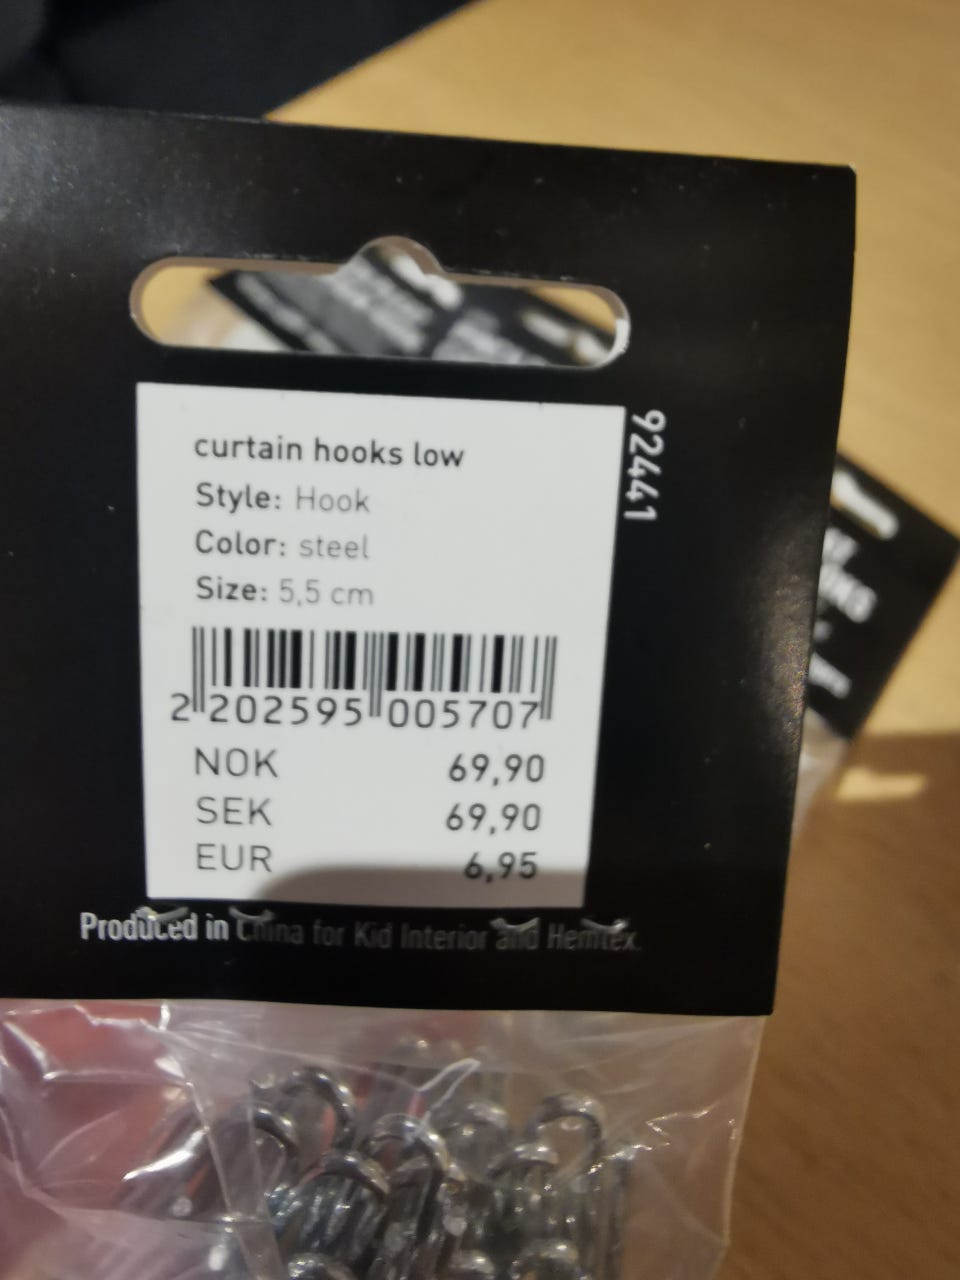 curtain hooks low
Style: Hook
Color: steel
Size: 5,5 cm
2 202595 005707
NOK 69,90
SEK 69,90
EUR 6,95
92441
Produced in China for Kid Interior and Hemtex.